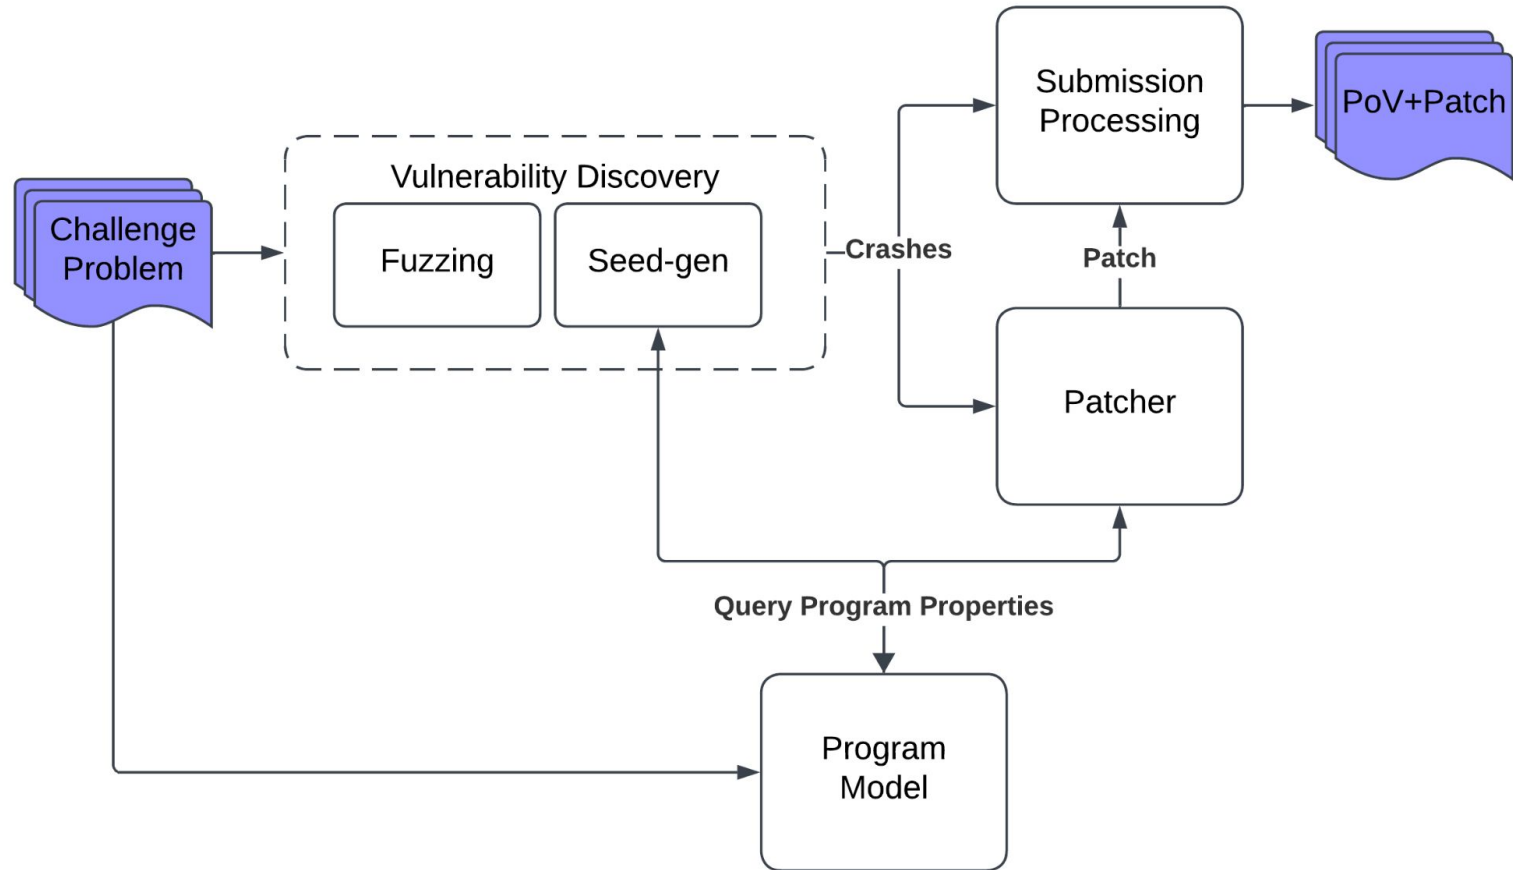 Submission
Processing
PoV+Patch
Vulnerability Discovery
Challenge
Problem
Fuzzing
Seed-gen
Crashes
Patch
Patcher
Query Program Properties
Program
Model